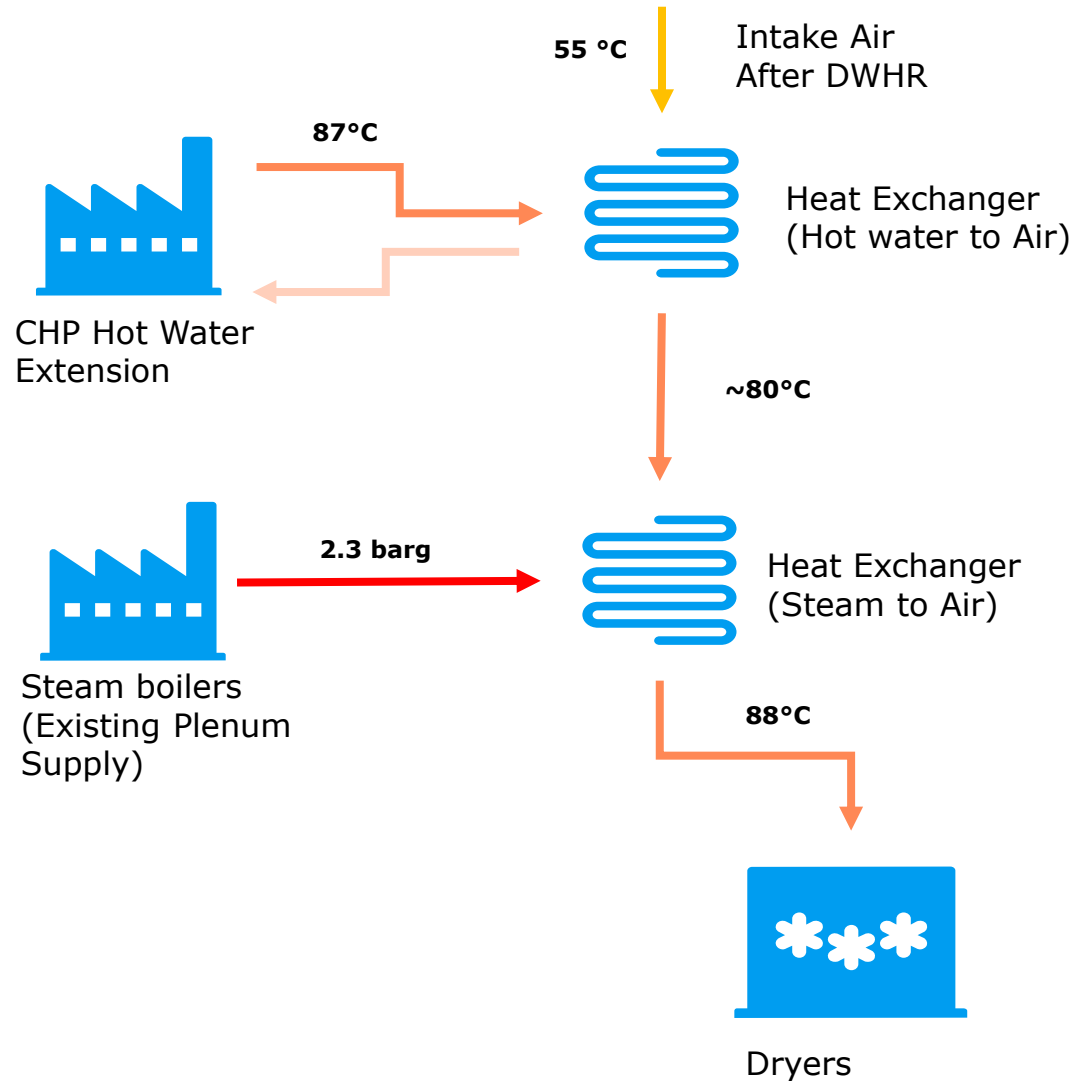 55 °C
Intake Air
After DWHR
87°C
Heat Exchanger
(Hot water to Air)
CHP Hot Water
Extension
~80°C
2.3 barg
Heat Exchanger
(Steam to Air)
Steam boilers
(Existing Plenum
Supply)
88°C
Dryers